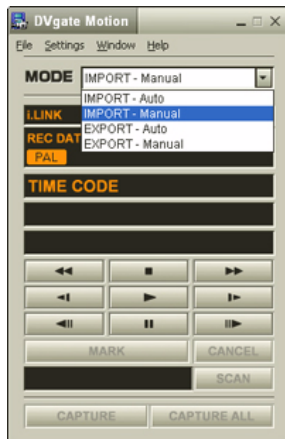 DVgate Motion
File Settings Window Help
MODE IMPORT - Manual
IMPORT - Auto
i.LINK IMPORT - Manual
EXPORT - Auto
REC DAT EXPORT - Manual
PAL
TIME CODE
MARK CANCEL
SCAN
CAPTURE CAPTURE ALL